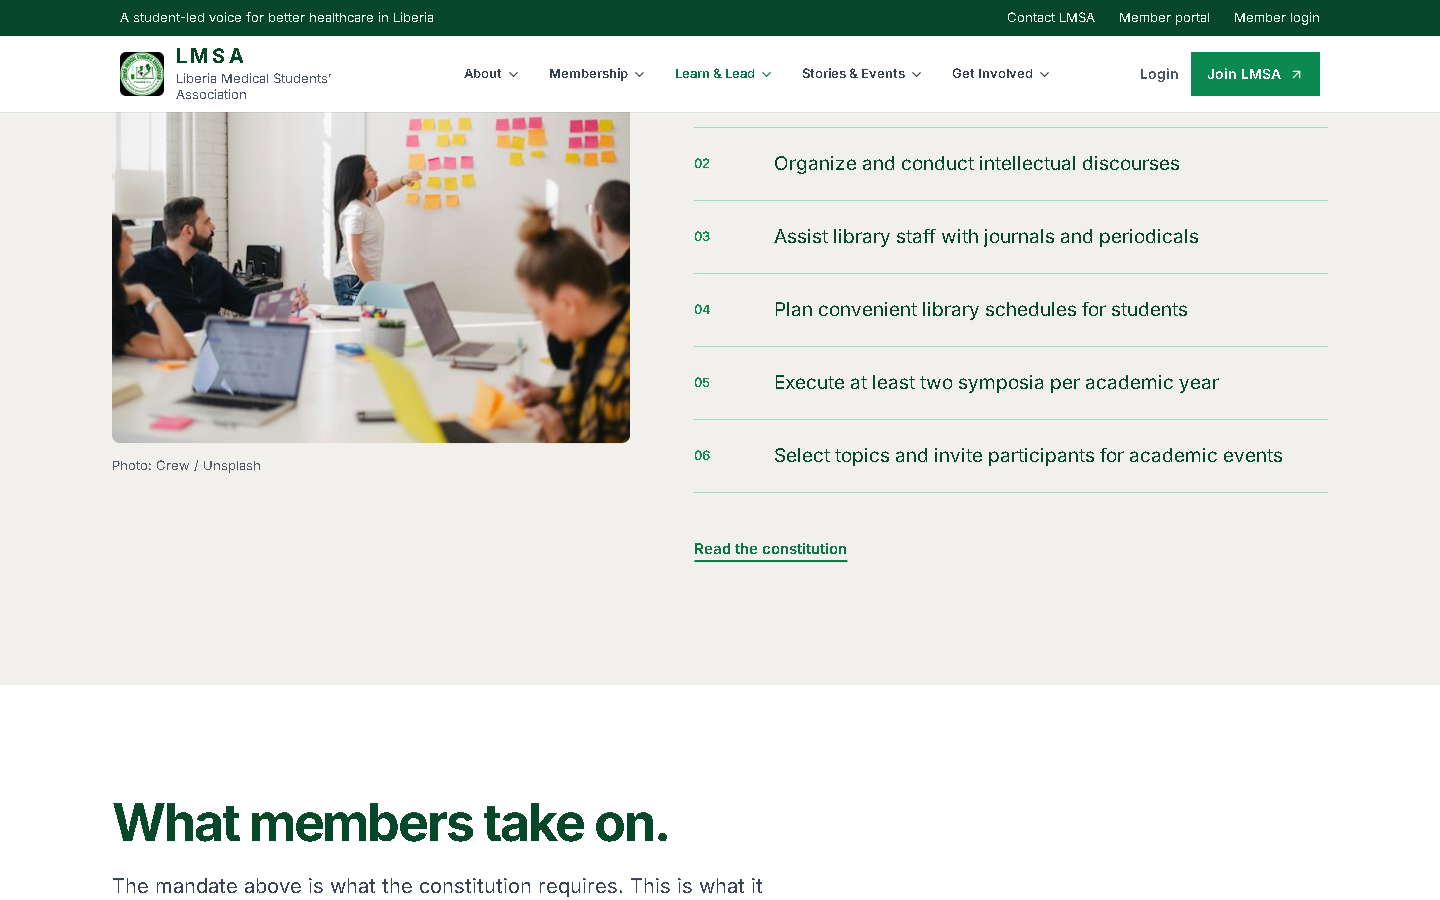 A student-led voice for better healthcare in Liberia
Contact LMSA
Member portal
Member login
LMSA
Liberia Medical Students'
Association
About
Membership
Learn & Lead
Stories & Events
Get Involved
Login
Join LMSA
02
Organize and conduct intellectual discourses
03
Assist library staff with journals and periodicals
04
Plan convenient library schedules for students
05
Execute at least two symposia per academic year
06
Select topics and invite participants for academic events
Photo: Crew / Unsplash
Read the constitution
What members take on.
The mandate above is what the constitution requires. This is what it